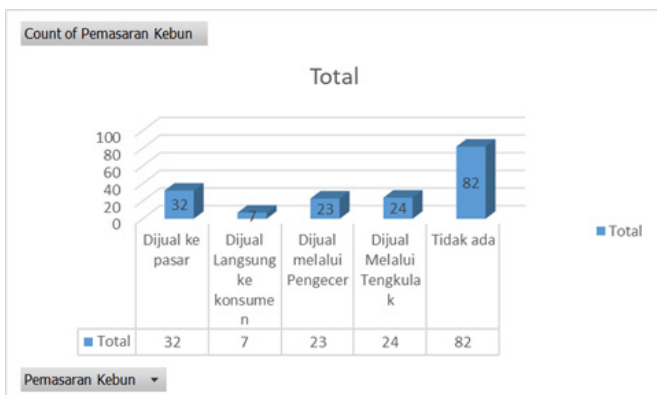 Count of Pemasaran Kebun
Total
100
80
60
40
20
0
32
7
23
24
82
Dijual ke
pasar
Dijual
Langsung
ke
konsume
n
Dijual
melalui
Pengecer
Dijual
Melalui
Tengkula
k
Tidak ada
Total
Total 32 7 23 24 82
Pemasaran Kebun